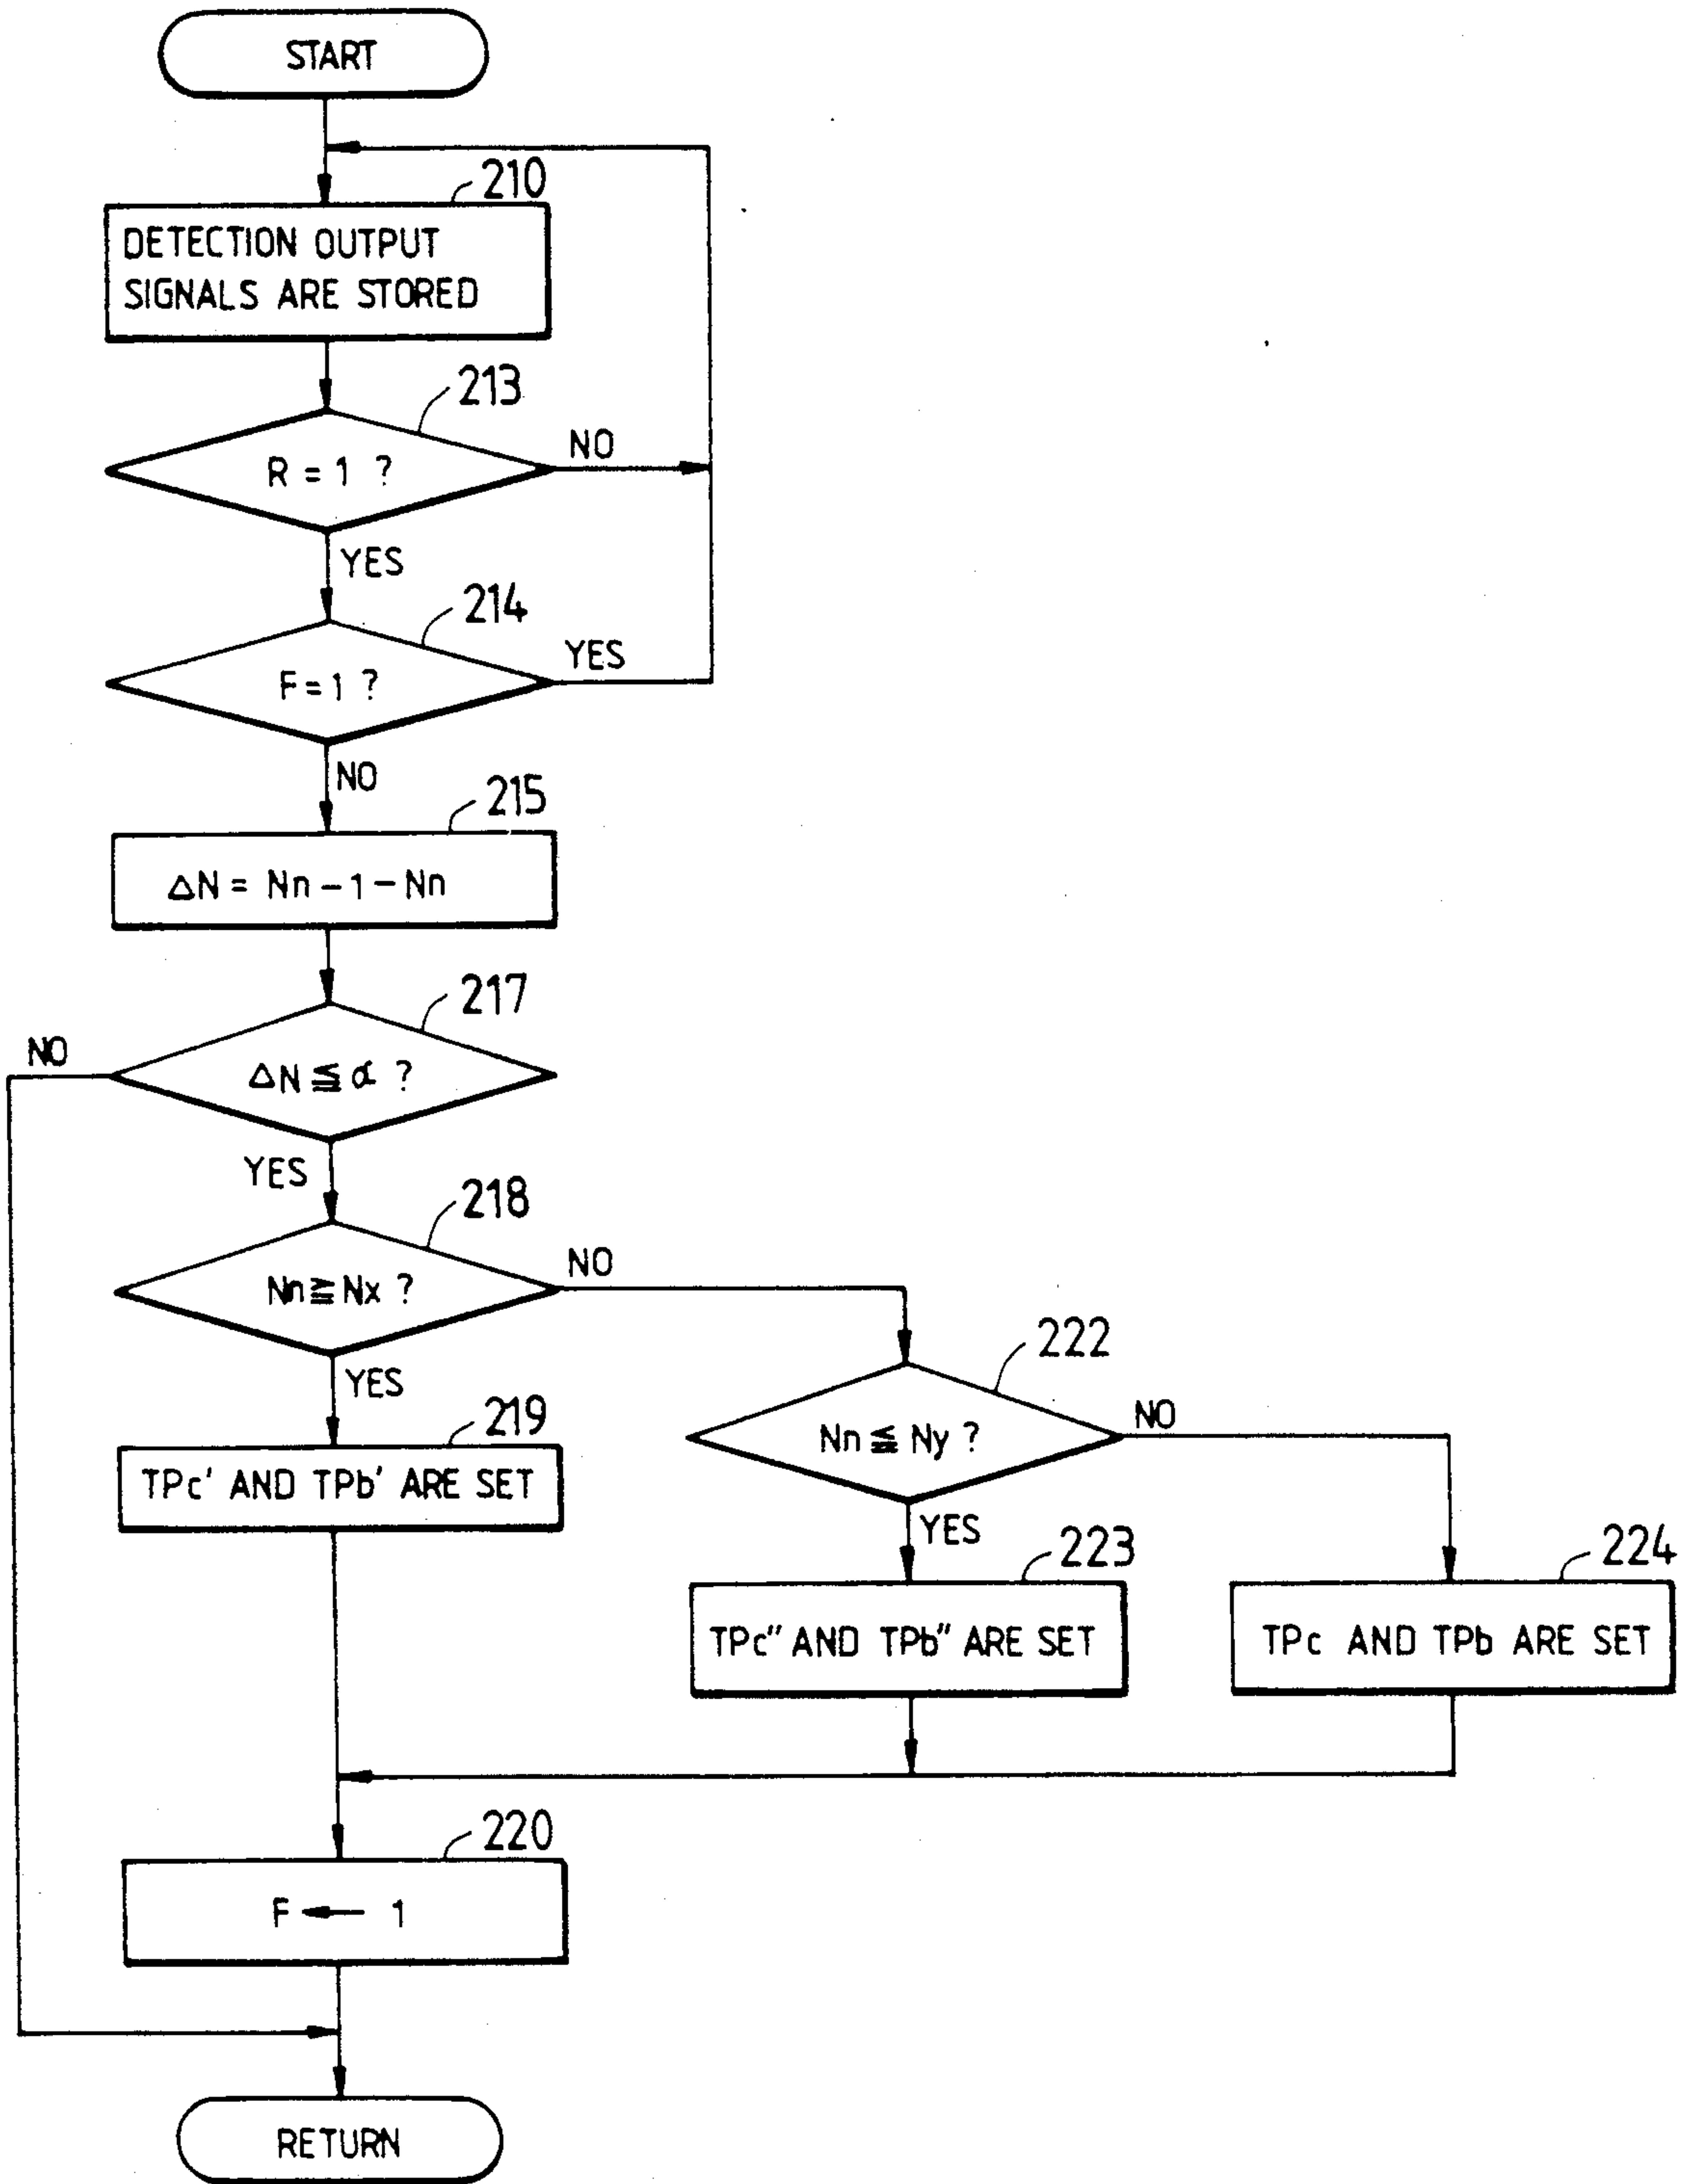 START
210
DETECTION OUTPUT
SIGNALS ARE STORED
213
R = 1 ?
NO
YES
214
F = 1 ?
YES
NO
215
ΔN = Nn - 1 - Nn
217
NO
ΔN ≦ α ?
YES
218
Nn ≧ Nx ?
NO
YES
222
Nn ≦ Ny ?
NO
219
TPc' AND TPb' ARE SET
YES
223
TPc" AND TPb" ARE SET
224
TPc AND TPb ARE SET
220
F ← 1
RETURN